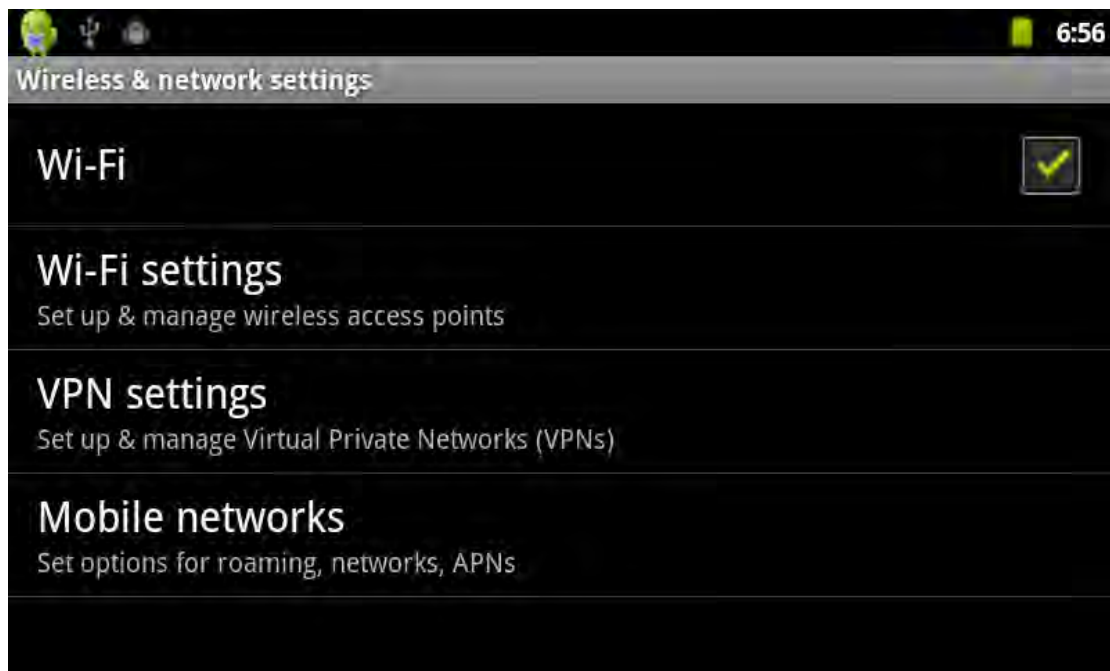 6:56
Wireless & network settings
Wi-Fi
Wi-Fi settings
Set up & manage wireless access points
VPN settings
Set up & manage Virtual Private Networks (VPNs)
Mobile networks
Set options for roaming, networks, APNs